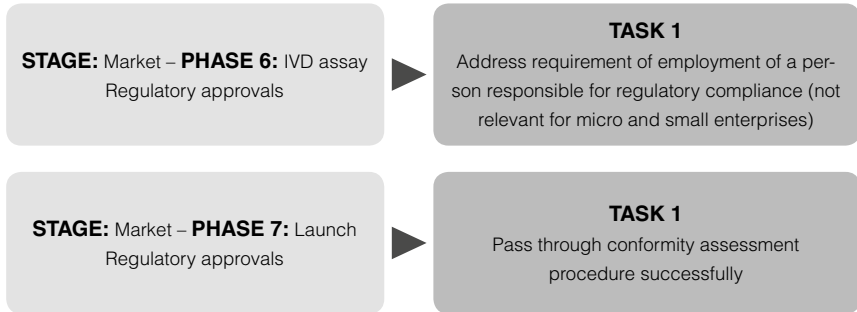 STAGE: Market – PHASE 6: IVD assay
Regulatory approvals
TASK 1
Address requirement of employment of a per-
son responsible for regulatory compliance (not
relevant for micro and small enterprises)
STAGE: Market – PHASE 7: Launch
Regulatory approvals
TASK 1
Pass through conformity assessment
procedure successfully